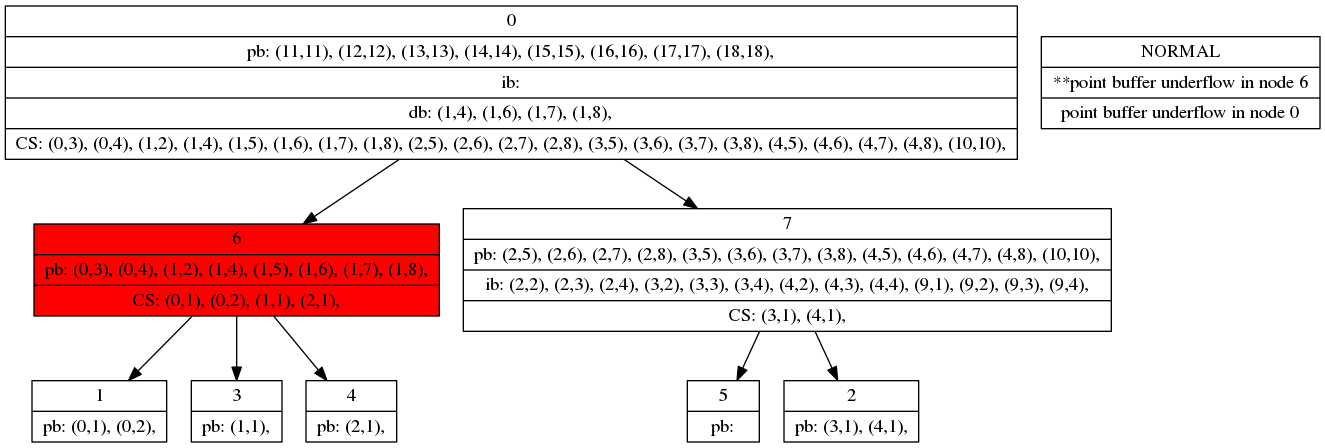 0
pb: (11,11), (12,12), (13,13), (14,14), (15,15), (16,16), (17,17), (18,18),
ib:
db: (1,4), (1,6), (1,7), (1,8),
CS: (0,3), (0,4), (1,2), (1,4), (1,5), (1,6), (1,7), (1,8), (2,5), (2,6), (2,7), (2,8), (3,5), (3,6), (3,7), (3,8), (4,5), (4,6), (4,7), (4,8), (10,10),
NORMAL
**point buffer underflow in node 6
point buffer underflow in node 0
6
pb: (0,3), (0,4), (1,2), (1,4), (1,5), (1,6), (1,7), (1,8),
CS: (0,1), (0,2), (1,1), (2,1),
7
pb: (2,5), (2,6), (2,7), (2,8), (3,5), (3,6), (3,7), (3,8), (4,5), (4,6), (4,7), (4,8), (10,10),
ib: (2,2), (2,3), (2,4), (3,2), (3,3), (3,4), (4,2), (4,3), (4,4), (9,1), (9,2), (9,3), (9,4),
CS: (3,1), (4,1),
1
pb: (0,1), (0,2),
3
pb: (1,1),
4
pb: (2,1),
5
pb:
2
pb: (3,1), (4,1),